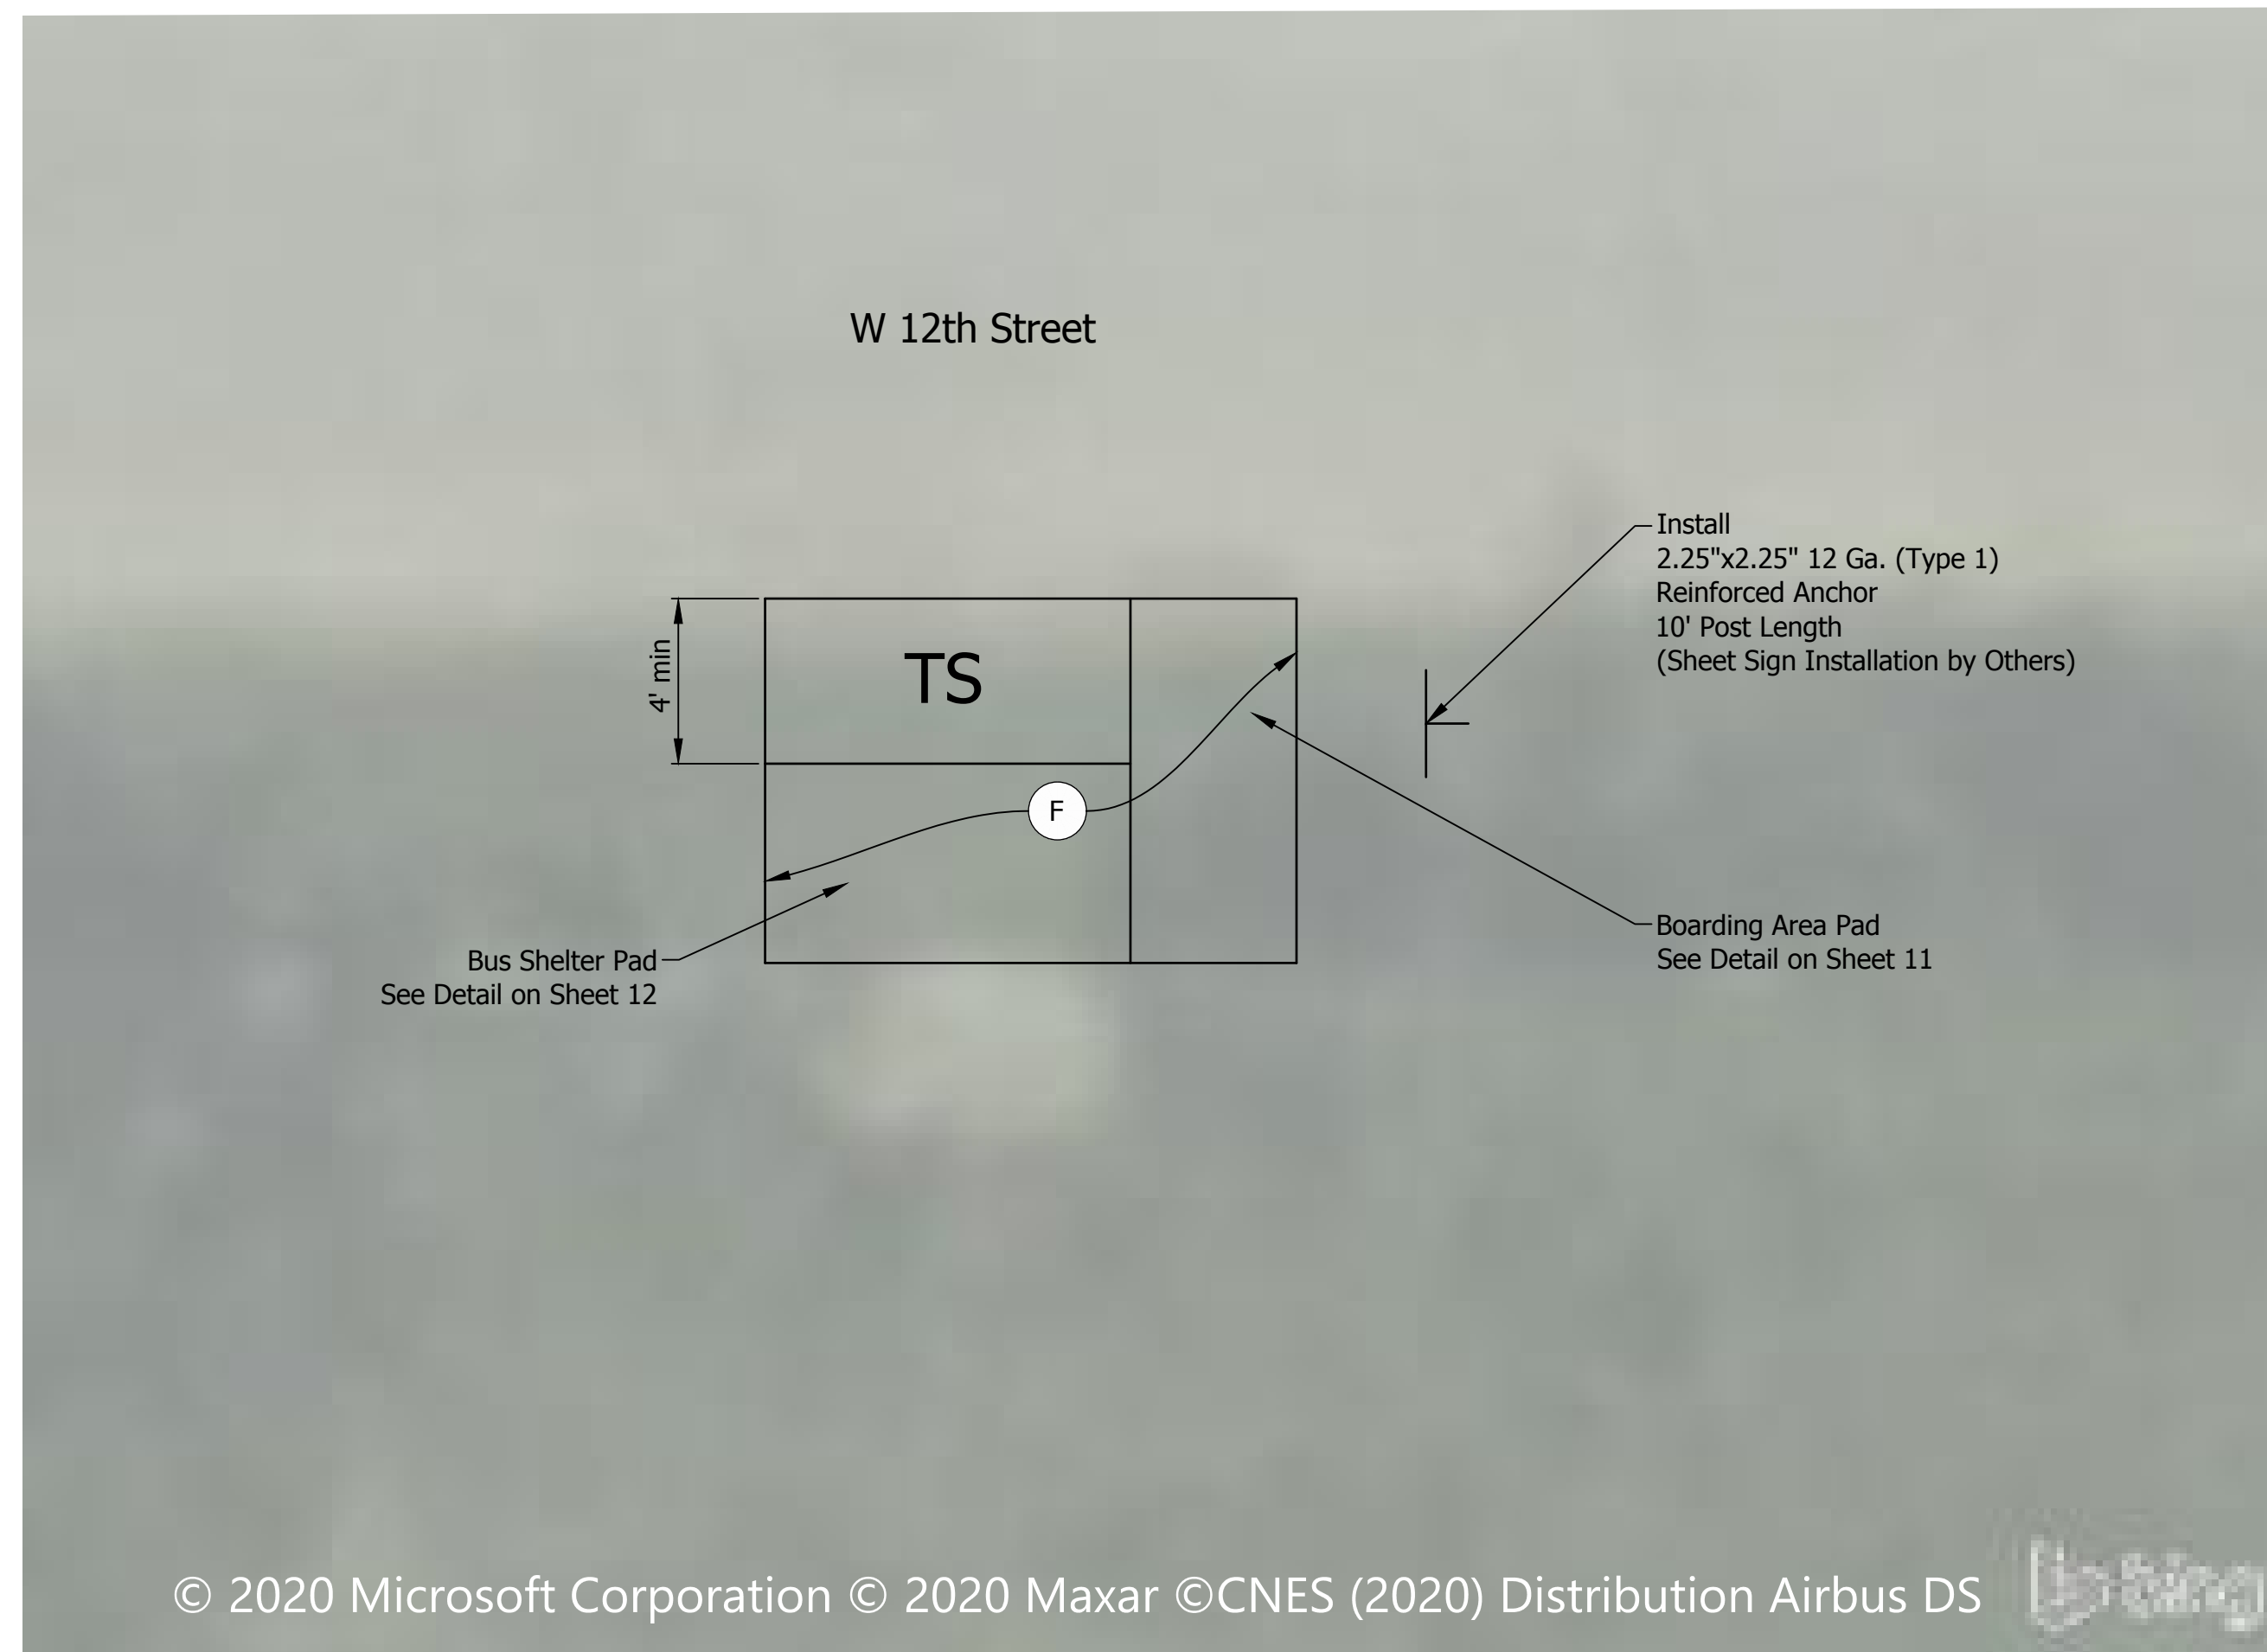 W 12th Street
Install
2.25"x2.25" 12 Ga. (Type 1)
Reinforced Anchor
10' Post Length
(Sheet Sign Installation by Others)
4' min
TS
F
Bus Shelter Pad
See Detail on Sheet 12
Boarding Area Pad
See Detail on Sheet 11
© 2020 Microsoft Corporation © 2020 Maxar ©CNES (2020) Distribution Airbus DS
bing